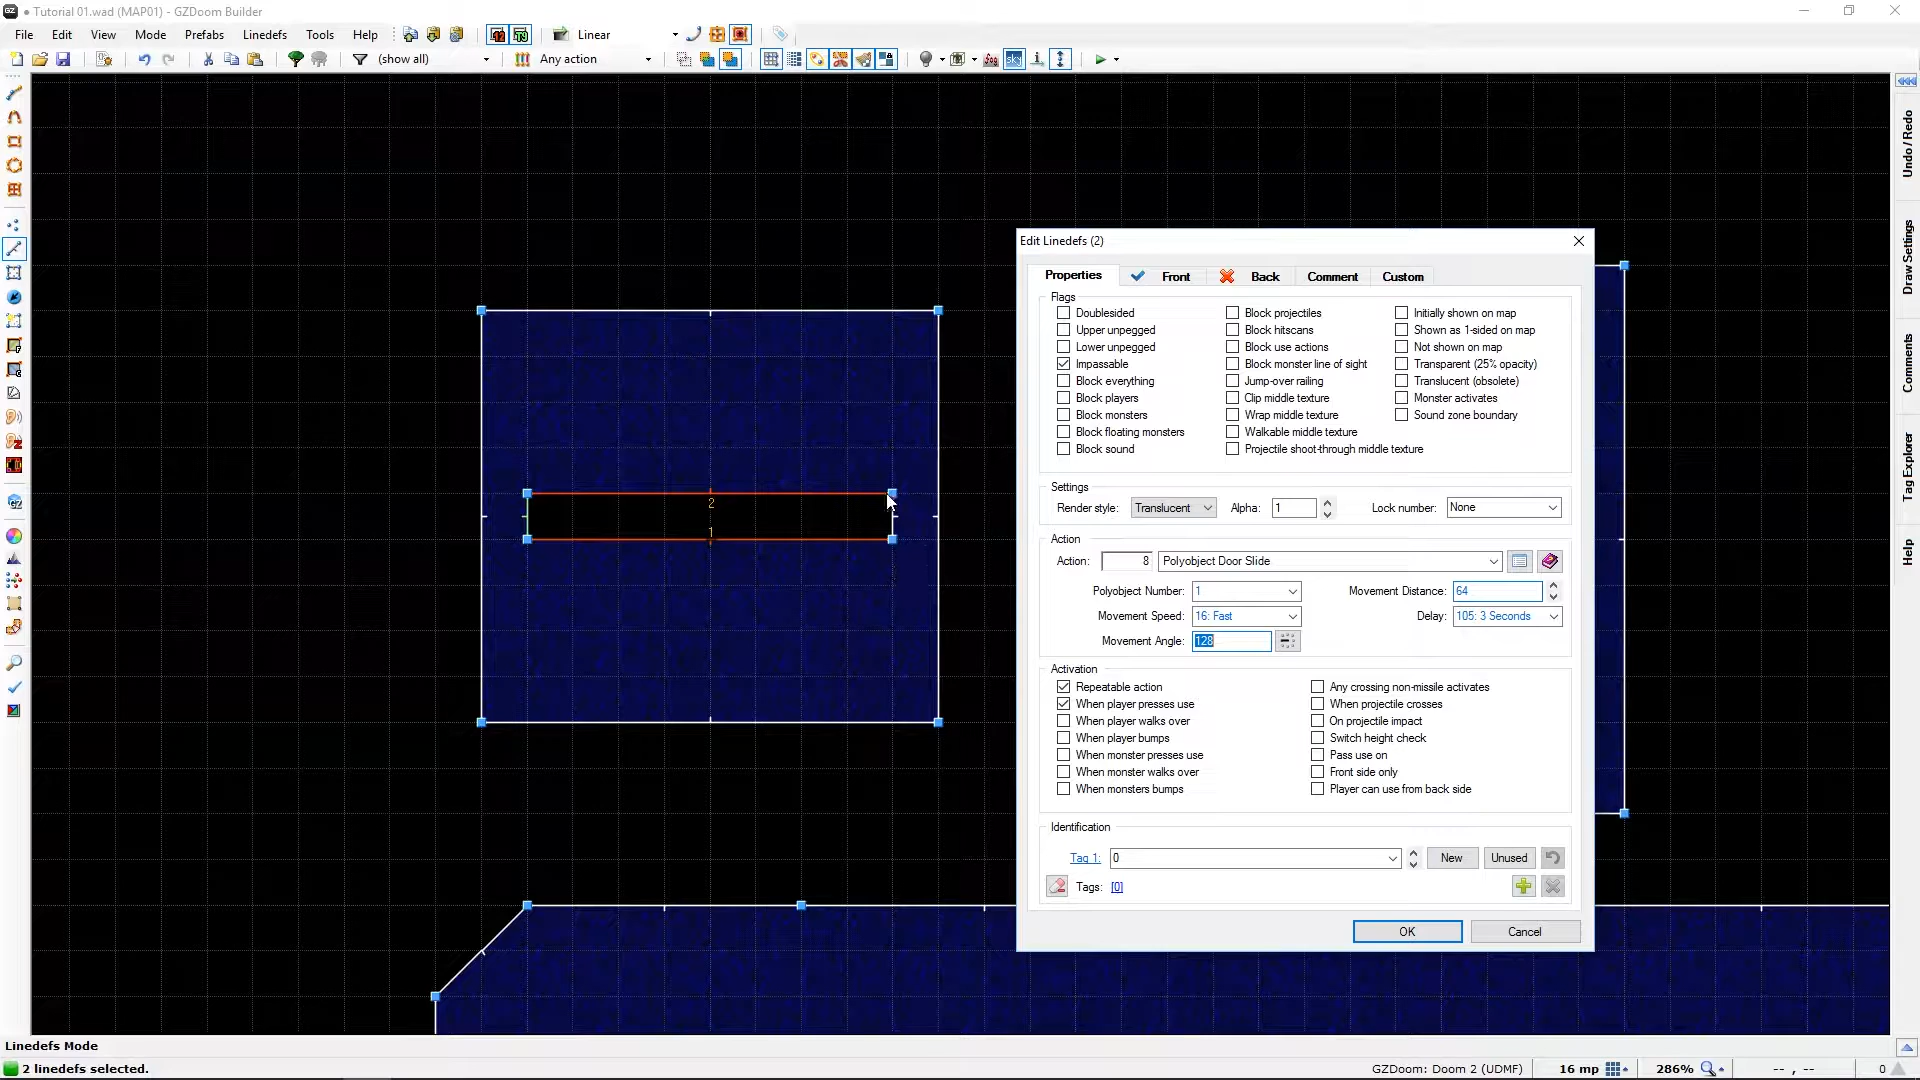 Tutorial 01.wad (MAP01) - GZDoom Builder
File Edit View Mode Prefabs Linedefs Tools Help Linear
(show all) Any action
Undo / Redo
Draw Settings
Comments
Tag Explorer
Help
2
1
Edit Linedefs (2)
Properties Front Back Comment Custom
Flags
Doublesided Block projectiles Initially shown on map
Upper unpegged Block hitscans Shown as 1-sided on map
Lower unpegged Block use actions Not shown on map
Impassable Block monster line of sight Transparent (25% opacity)
Block everything Jump-over railing Translucent (obsolete)
Block players Clip middle texture Monster activates
Block monsters Wrap middle texture Sound zone boundary
Block floating monsters Walkable middle texture
Block sound Projectile shoot-through middle texture
Settings
Render style: Translucent Alpha: 1 Lock number: None
Action
Action: 8 Polyobject Door Slide
Polyobject Number: 1 Movement Distance: 64
Movement Speed: 16: Fast Delay: 105: 3 Seconds
Movement Angle: 128
Activation
Repeatable action Any crossing non-missile activates
When player presses use When projectile crosses
When player walks over On projectile impact
When player bumps Switch height check
When monster presses use Pass use on
When monster walks over Front side only
When monsters bumps Player can use from back side
Identification
Tag 1: 0 New Unused
Tags: [0]
OK Cancel
Linedefs Mode
2 linedefs selected. GZDoom: Doom 2 (UDMF) 16 mp 286% -- , -- 0